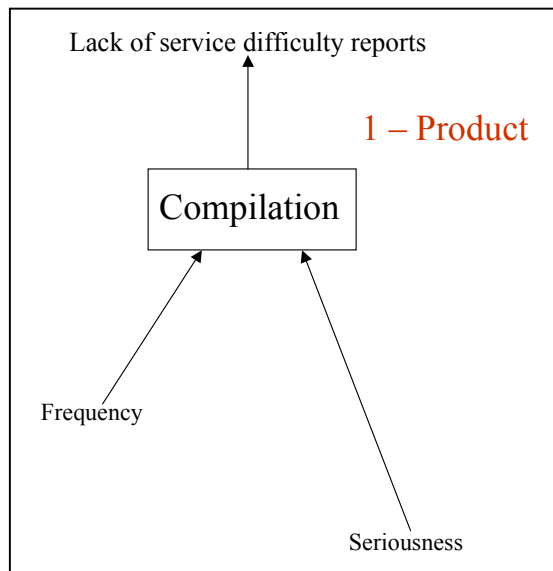 Lack of service difficulty reports
1 – Product
Compilation
Frequency
Seriousness